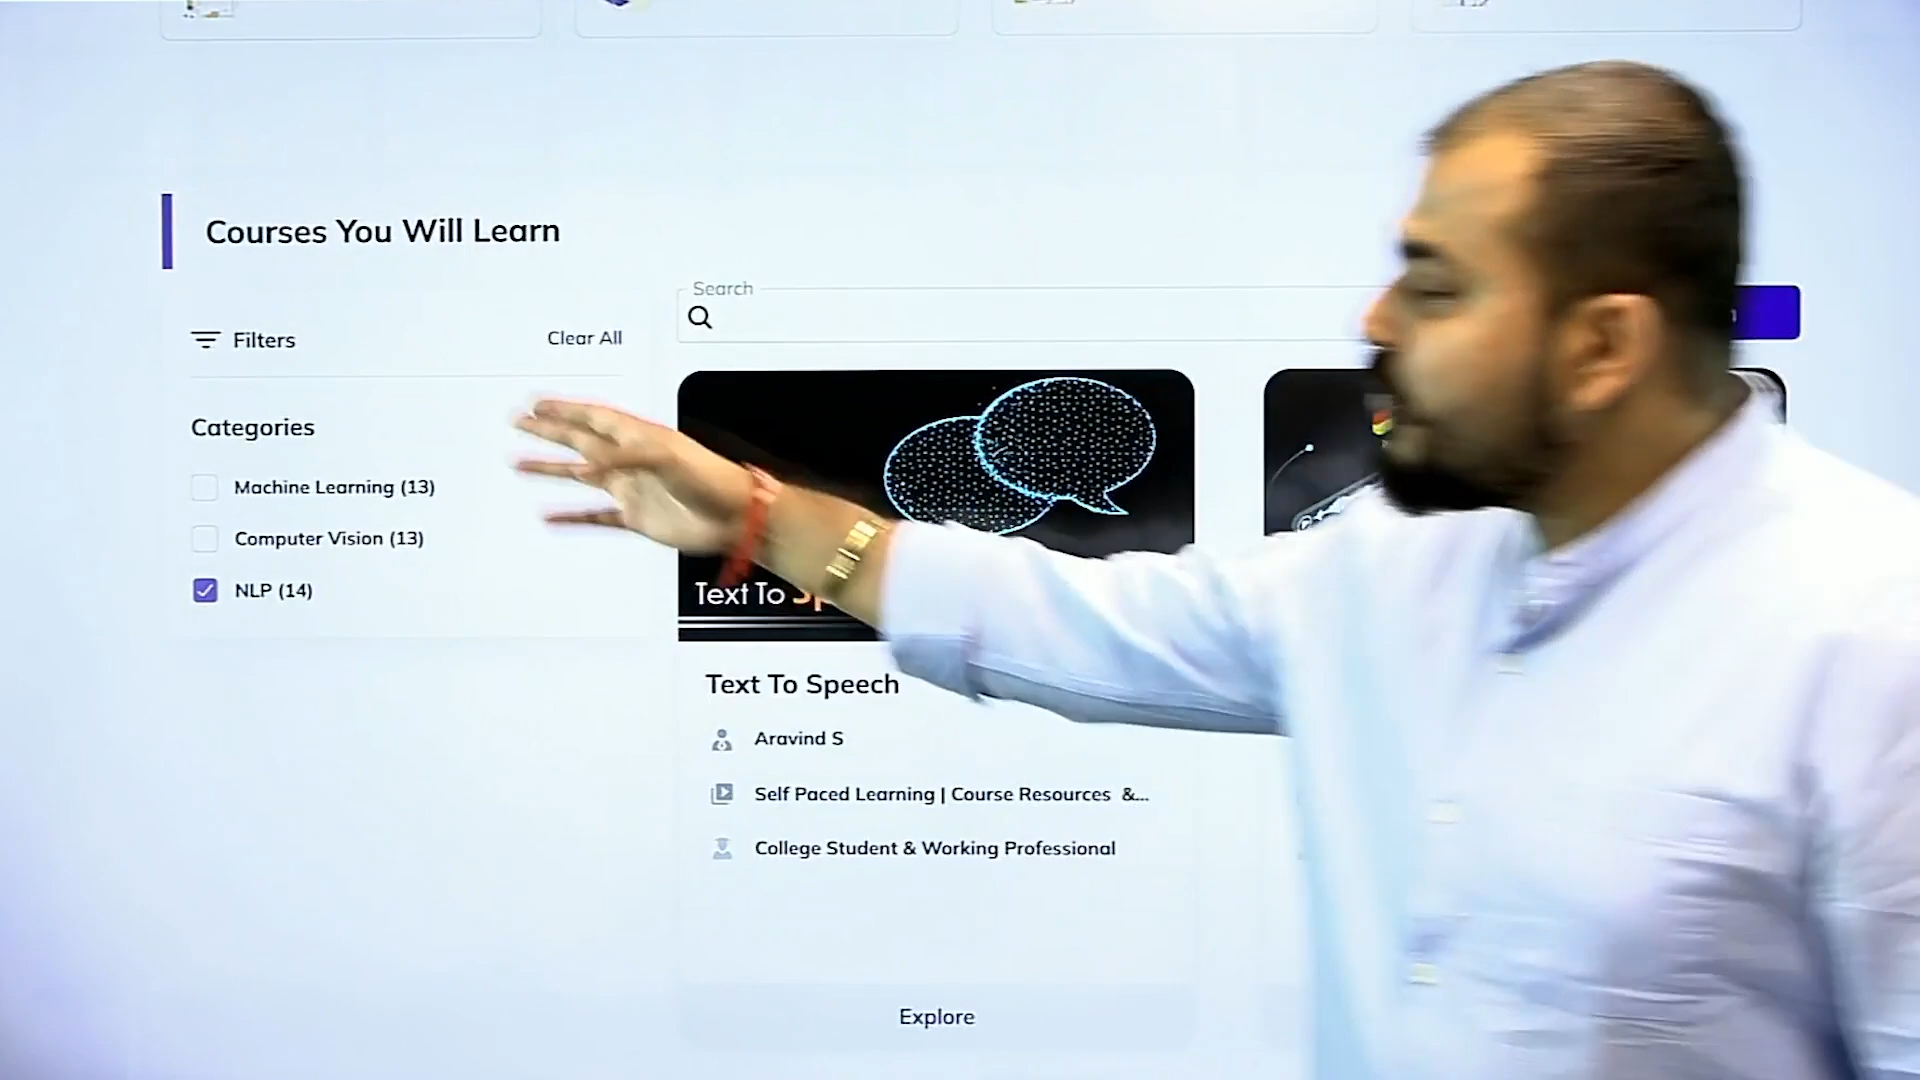 Courses You Will Learn
Search
Filters
Clear All
Categories
Machine Learning (13)
Computer Vision (13)
NLP (14)
Text To
Text To Speech
Aravind S
Self Paced Learning | Course Resources &...
College Student & Working Professional
Explore